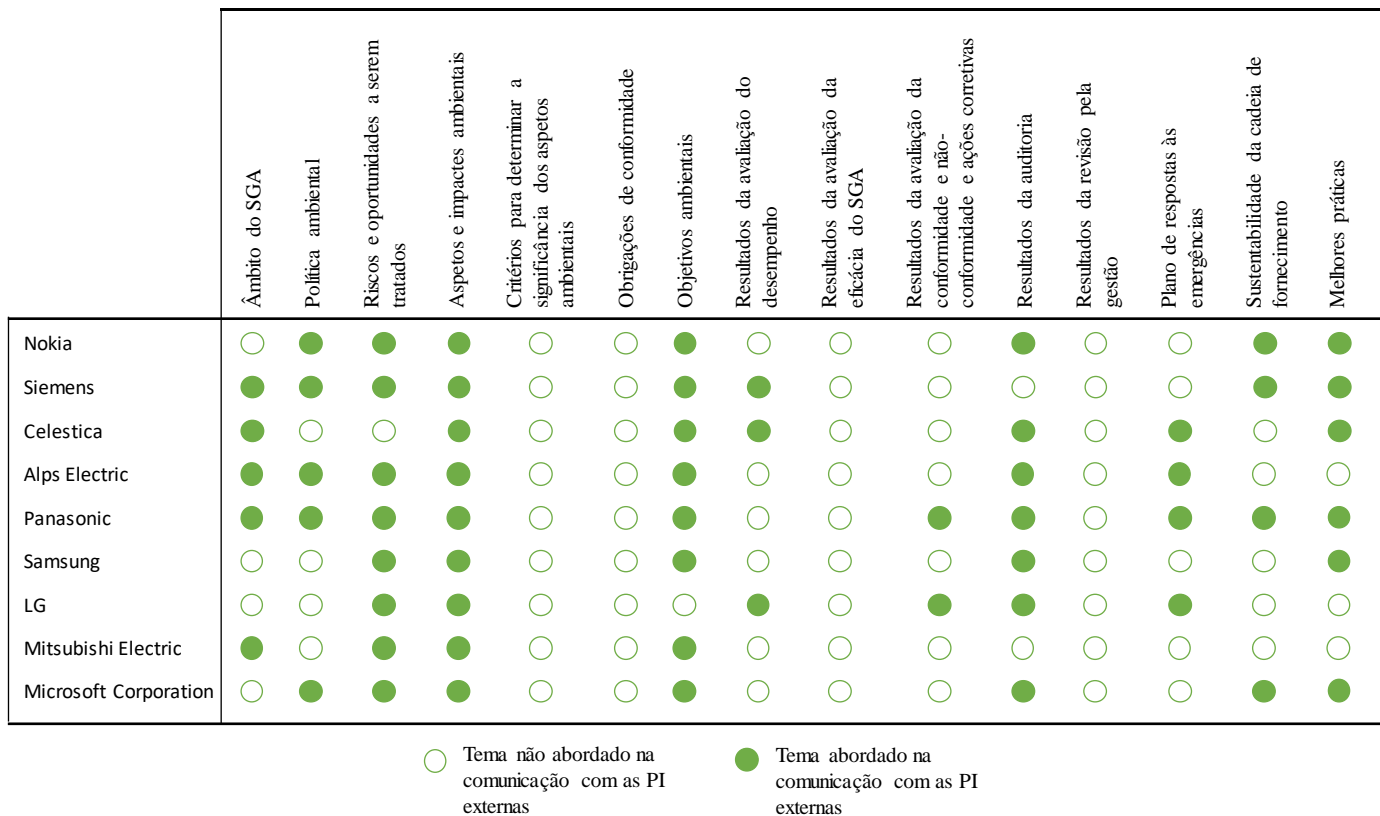 Âmbito do SGA
Política ambiental
Riscos e oportunidades a serem
tratados
Aspetos e impactes ambientais
Critérios para determinar a
significância dos aspetos
ambientais
Obrigações de conformidade
Objetivos ambientais
Resultados da avaliação do
desempenho
Resultados da avaliação da
eficácia do SGA
Resultados da avaliação da
conformidade e não-
conformidade e ações corretivas
Resultados da auditoria
Resultados da revisão pela
gestão
Plano de respostas às
emergências
Sustentabilidade da cadeia de
fornecimento
Melhores práticas
Nokia
Siemens
Celestica
Alps Electric
Panasonic
Samsung
LG
Mitsubishi Electric
Microsoft Corporation
Tema não abordado na
comunicação com as PI
externas
Tema abordado na
comunicação com as PI
externas